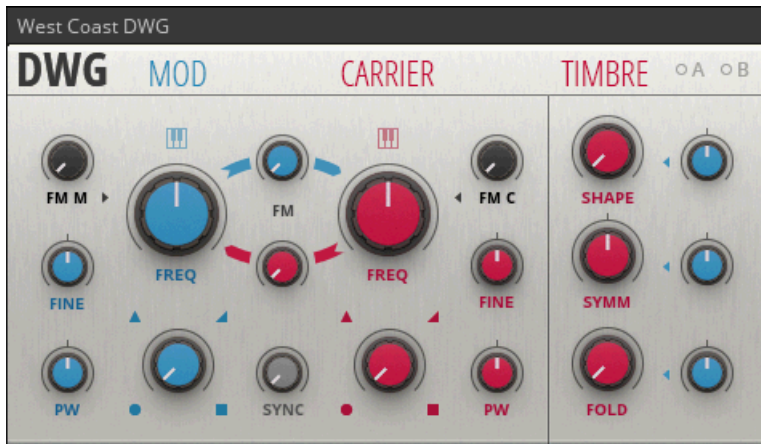 West Coast DWG
DWG MOD CARRIER TIMBRE A B
FM M FM FM C SHAPE
FREQ FREQ
FINE FINE SYMM
PW SYNC PW FOLD